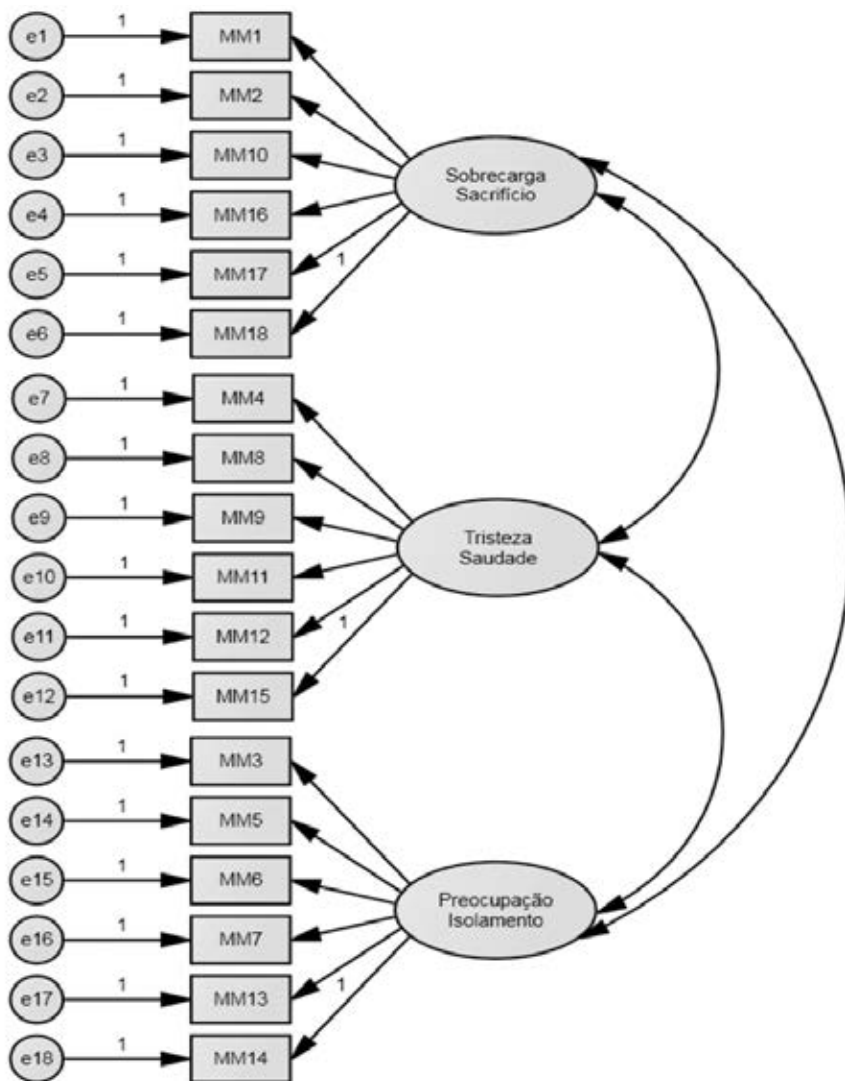 e1 1 MM1
e2 1 MM2
e3 1 MM10
Sobrecarga
Sacrifício
e4 1 MM16
e5 1 MM17 1
e6 1 MM18
e7 1 MM4
e8 1 MM8
e9 1 MM9
Tristeza
Saudade
e10 1 MM11
e11 1 MM12 1
e12 1 MM15
e13 1 MM3
e14 1 MM5
e15 1 MM6
Preocupação
Isolamento
e16 1 MM7
e17 1 MM13 1
e18 1 MM14